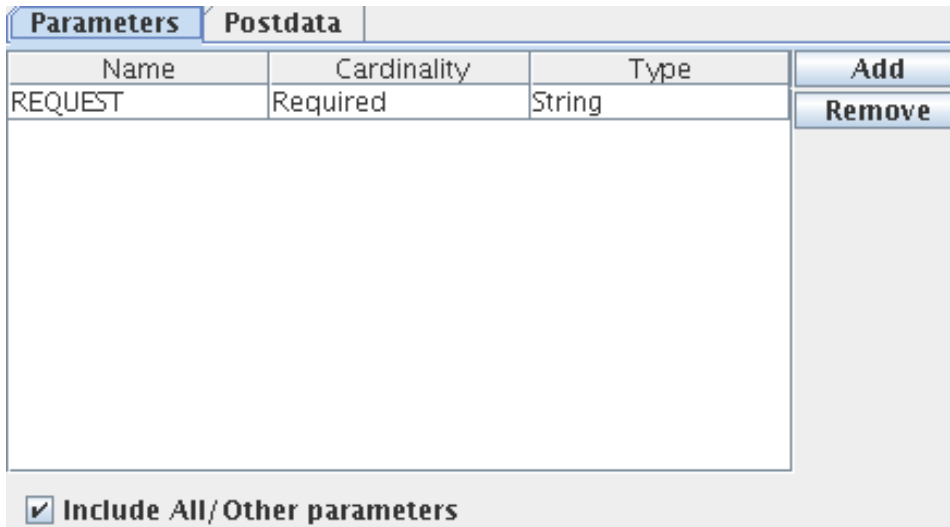 Parameters Postdata
Name Cardinality Type Add
REQUEST Required String
Remove
Include All/Other parameters